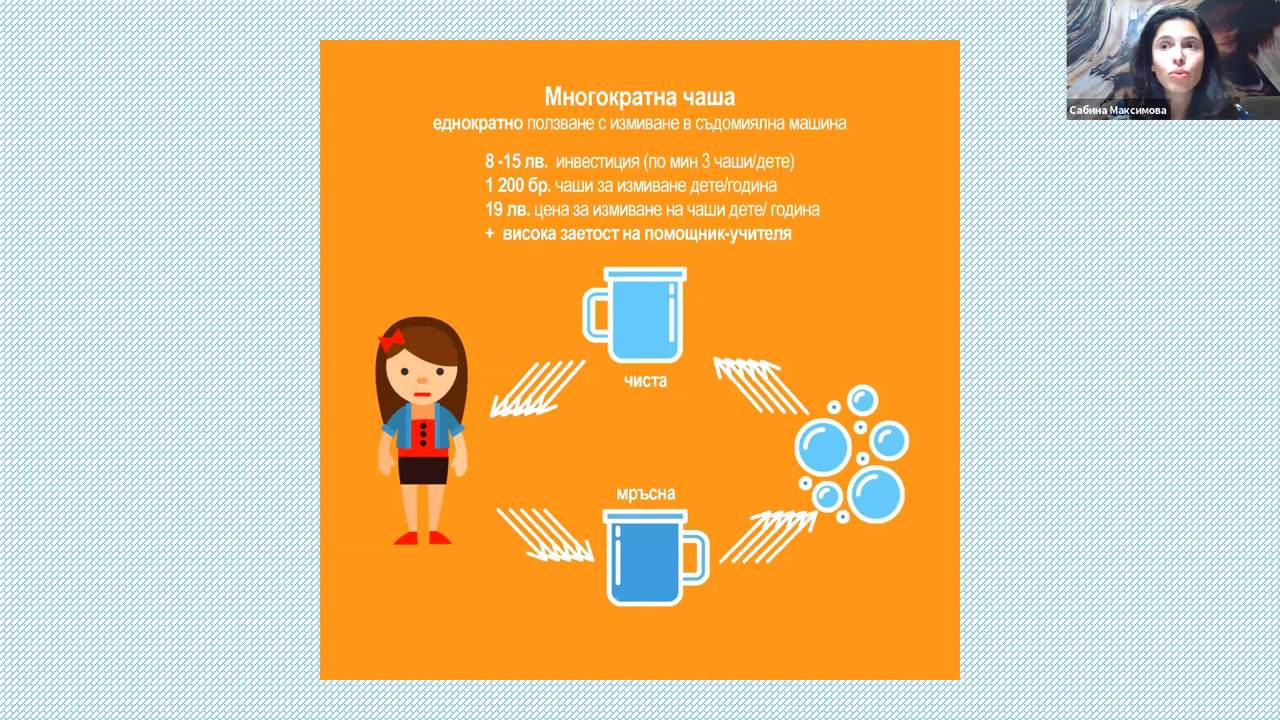 Многократна чаша
еднократно ползване с измиване в съдомиялна машина
8 -15 лв. инвестиция (по мин 3 чаши/дете)
1 200 бр. чаши за измиване дете/година
19 лв. цена за измиване на чаши дете/ година
+ висока заетост на помощник-учителя
чиста
мръсна
Сабина Максимова